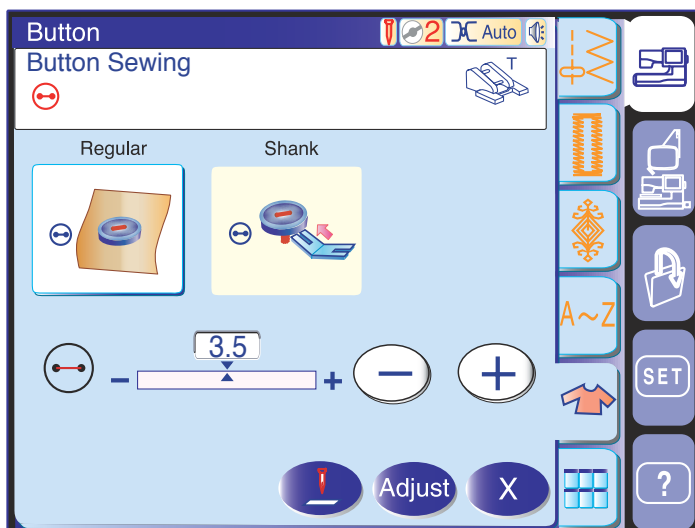 Button
2 Auto
Button Sewing
T
Regular Shank
A~Z
3.5
- +
- +
SET
Adjust X
?